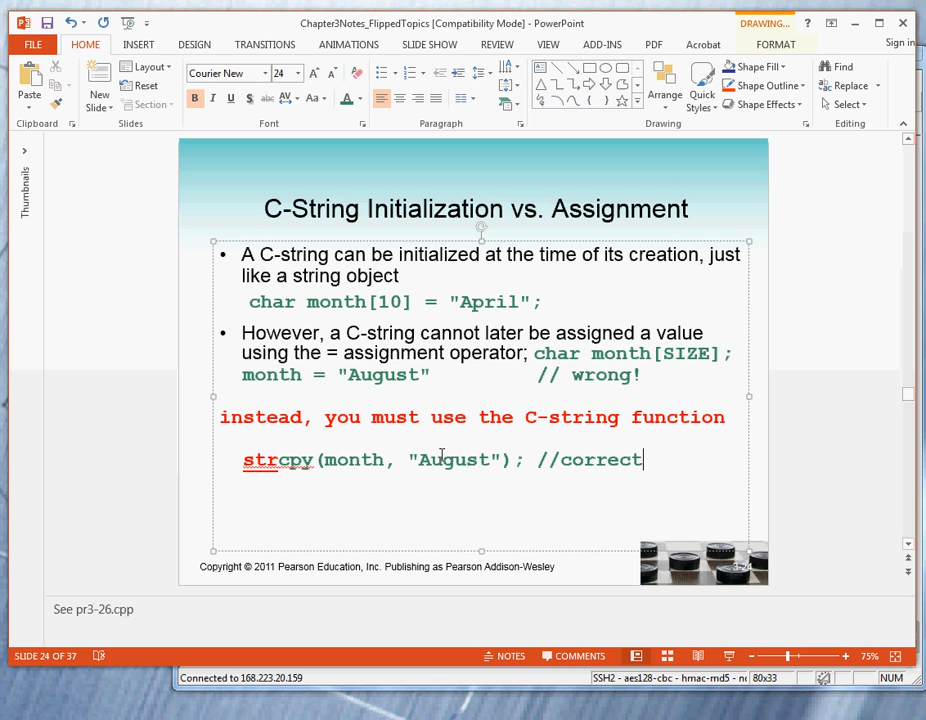 Chapter3Notes_FlippedTopics [Compatibility Mode] - PowerPoint
DRAWING...
?
FILE
HOME
INSERT
DESIGN
TRANSITIONS
ANIMATIONS
SLIDE SHOW
REVIEW
VIEW
ADD-INS
PDF
Acrobat
FORMAT
Sign in
Paste
New
Slide
Layout
Reset
Section
Courier New
24
B I U S abc AV Aa A
Arrange
Quick
Styles
Shape Fill
Shape Outline
Shape Effects
Find
Replace
Select
Clipboard
Slides
Font
Paragraph
Drawing
Editing
Thumbnails
C-String Initialization vs. Assignment
• A C-string can be initialized at the time of its creation, just
like a string object
char month[10] = "April";
• However, a C-string cannot later be assigned a value
using the = assignment operator; char month[SIZE];
month = "August" // wrong!
instead, you must use the C-string function
strcpy(month, "August"); //correct
Copyright © 2011 Pearson Education, Inc. Publishing as Pearson Addison-Wesley
See pr3-26.cpp
SLIDE 24 OF 37
NOTES
COMMENTS
75%
Connected to 168.223.20.159
SSH2 - aes128-cbc - hmac-md5 - nc
80x33
NUM